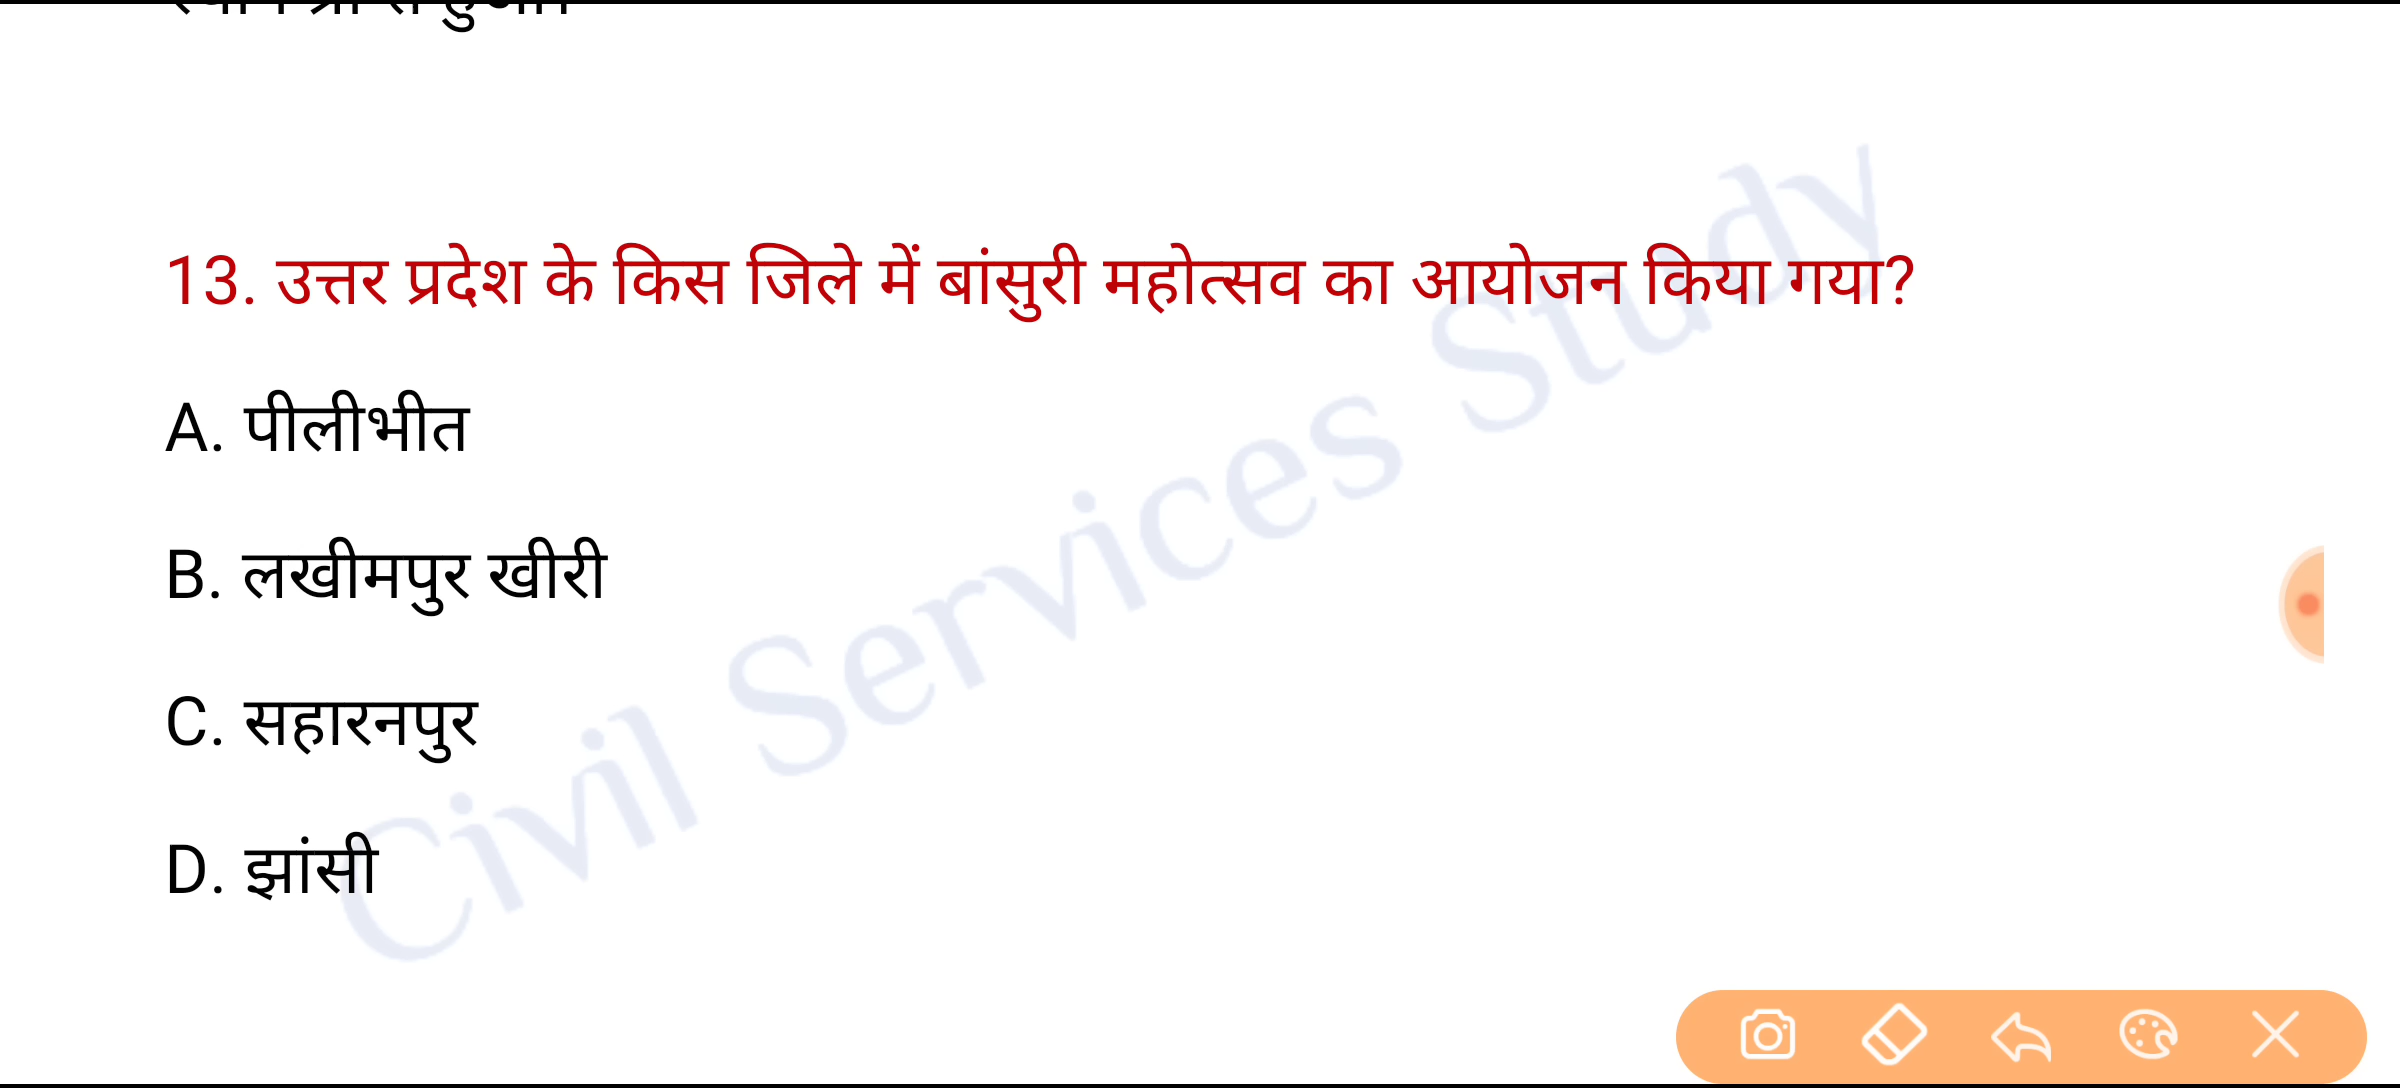 13. उत्तर प्रदेश के किस जिले में बांसुरी महोत्सव का आयोजन किया गया?
A. पीलीभीत
B. लखीमपुर खीरी
C. सहारनपुर
D. झांसी
Civil Services Study